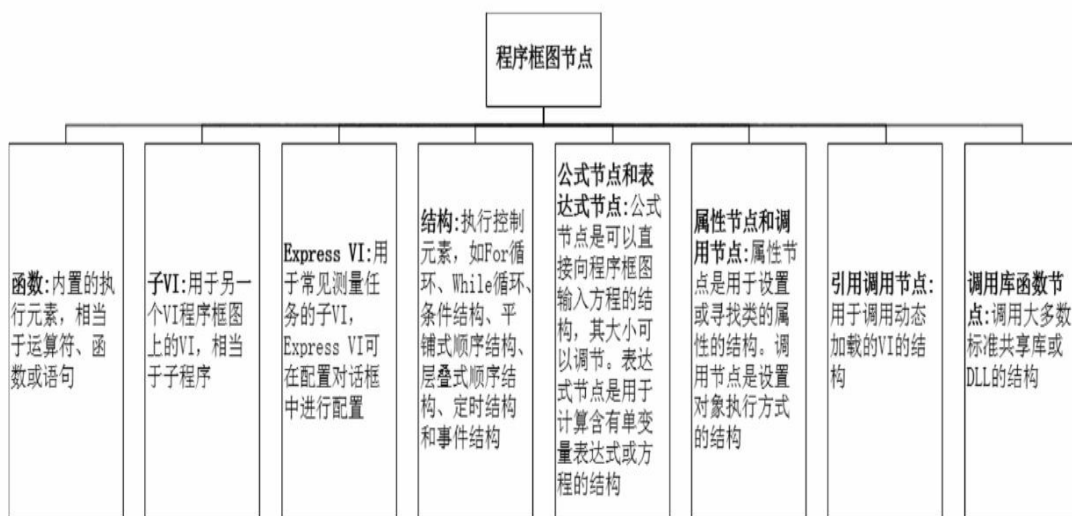 程序框图节点
函数:内置的执
行元素，相当
于运算符、函
数或语句
子VI:用于另一
个VI程序框图
上的VI，相当
于子程序
Express VI:用
于常见测量任
务的子VI，
Express VI可
在配置对话框
中进行配置
结构:执行控制
元素，如For循
环、While循环、
条件结构、平
铺式顺序结构、
层叠式顺序结
构、定时结构
和事件结构
公式节点和表
达式节点:公式
节点是可以直
接向程序框图
输入方程的结
构，其大小可
以调节。表达
式节点是用于
计算含有单变
量表达式或方
程的结构
属性节点和调
用节点:属性节
点是用于设置
或寻找类的属
性的结构。调
用节点是设置
对象执行方式
的结构
引用调用节点:
用于调用动态
加载的VI的结
构
调用库函数节
点:调用大多数
标准共享库或
DLL的结构